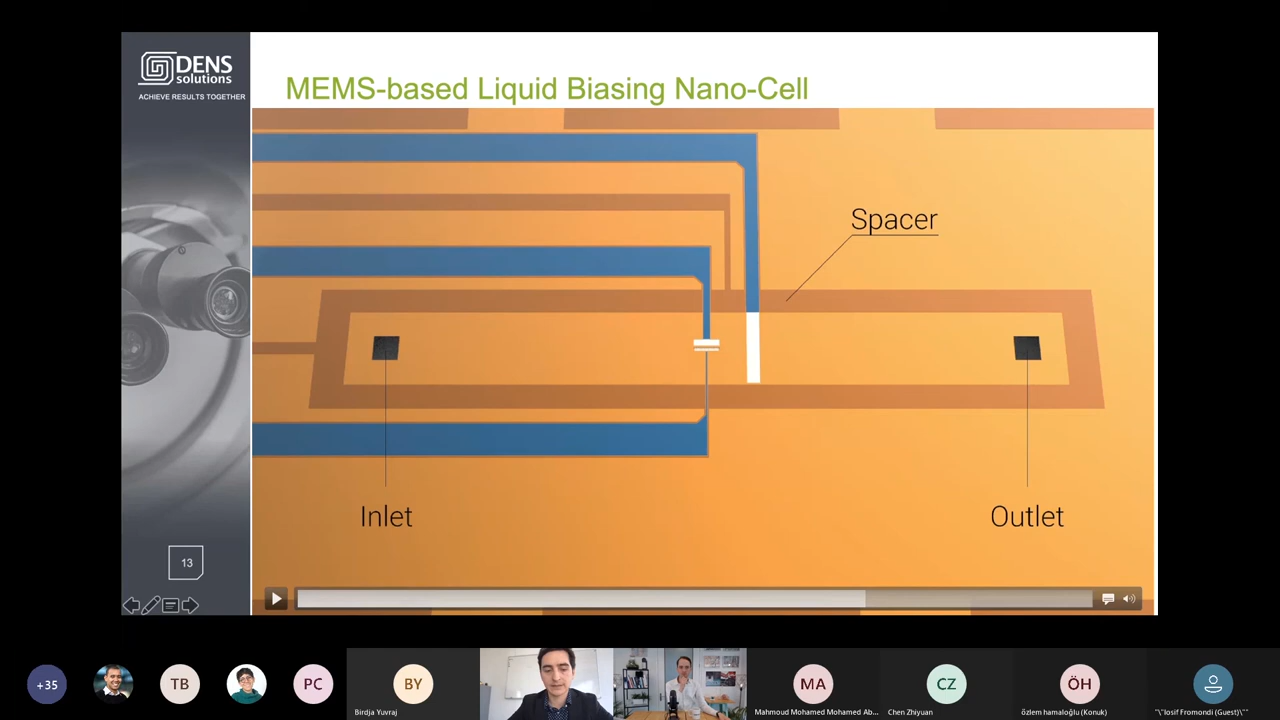 DENS
solutions
ACHIEVE RESULTS TOGETHER
MEMS-based Liquid Biasing Nano-Cell
Spacer
Inlet
Outlet
13
+35
TB
PC
BY
Birdja Yuvraj
MA
Mahmoud Mohamed Mohamed Ab...
CZ
Chen Zhiyuan
ÖH
özlem hamaloğlu (Konuk)
"\"Iosif Fromondi (Guest)\""